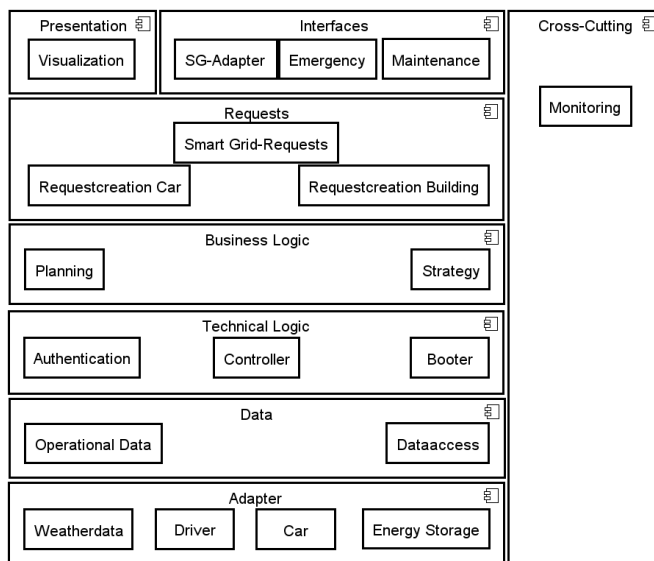 Presentation
Visualization
Interfaces
SG-Adapter
Emergency
Maintenance
Cross-Cutting
Monitoring
Requests
Smart Grid-Requests
Requestcreation Car
Requestcreation Building
Business Logic
Planning
Strategy
Technical Logic
Authentication
Controller
Booter
Data
Operational Data
Dataaccess
Adapter
Weatherdata
Driver
Car
Energy Storage